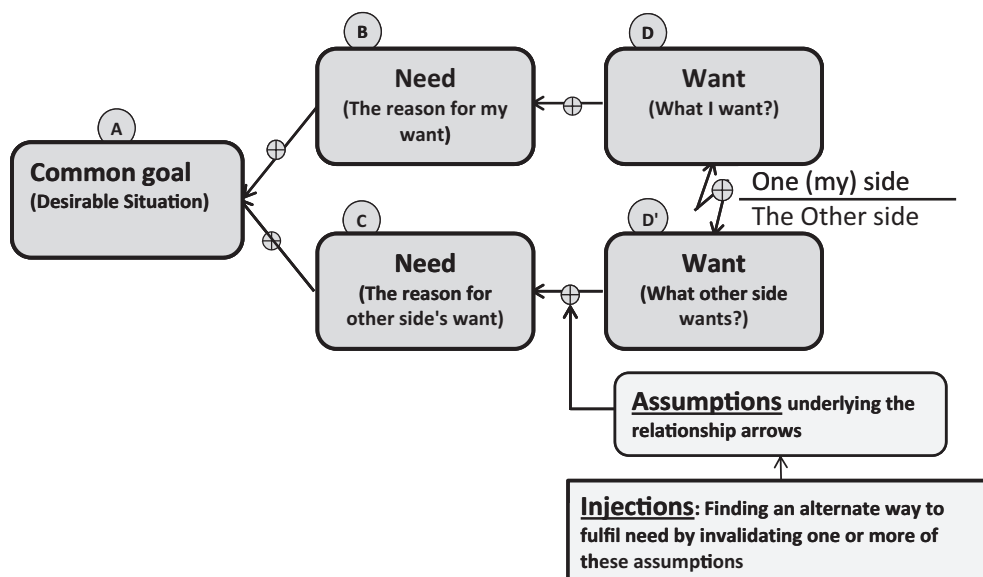 A
Common goal
(Desirable Situation)
B
Need
(The reason for my
want)
D
Want
(What I want?)
One (my) side
The Other side
C
Need
(The reason for
other side's want)
D'
Want
(What other side
wants?)
Assumptions underlying the
relationship arrows
Injections: Finding an alternate way to
fulfil need by invalidating one or more of
these assumptions